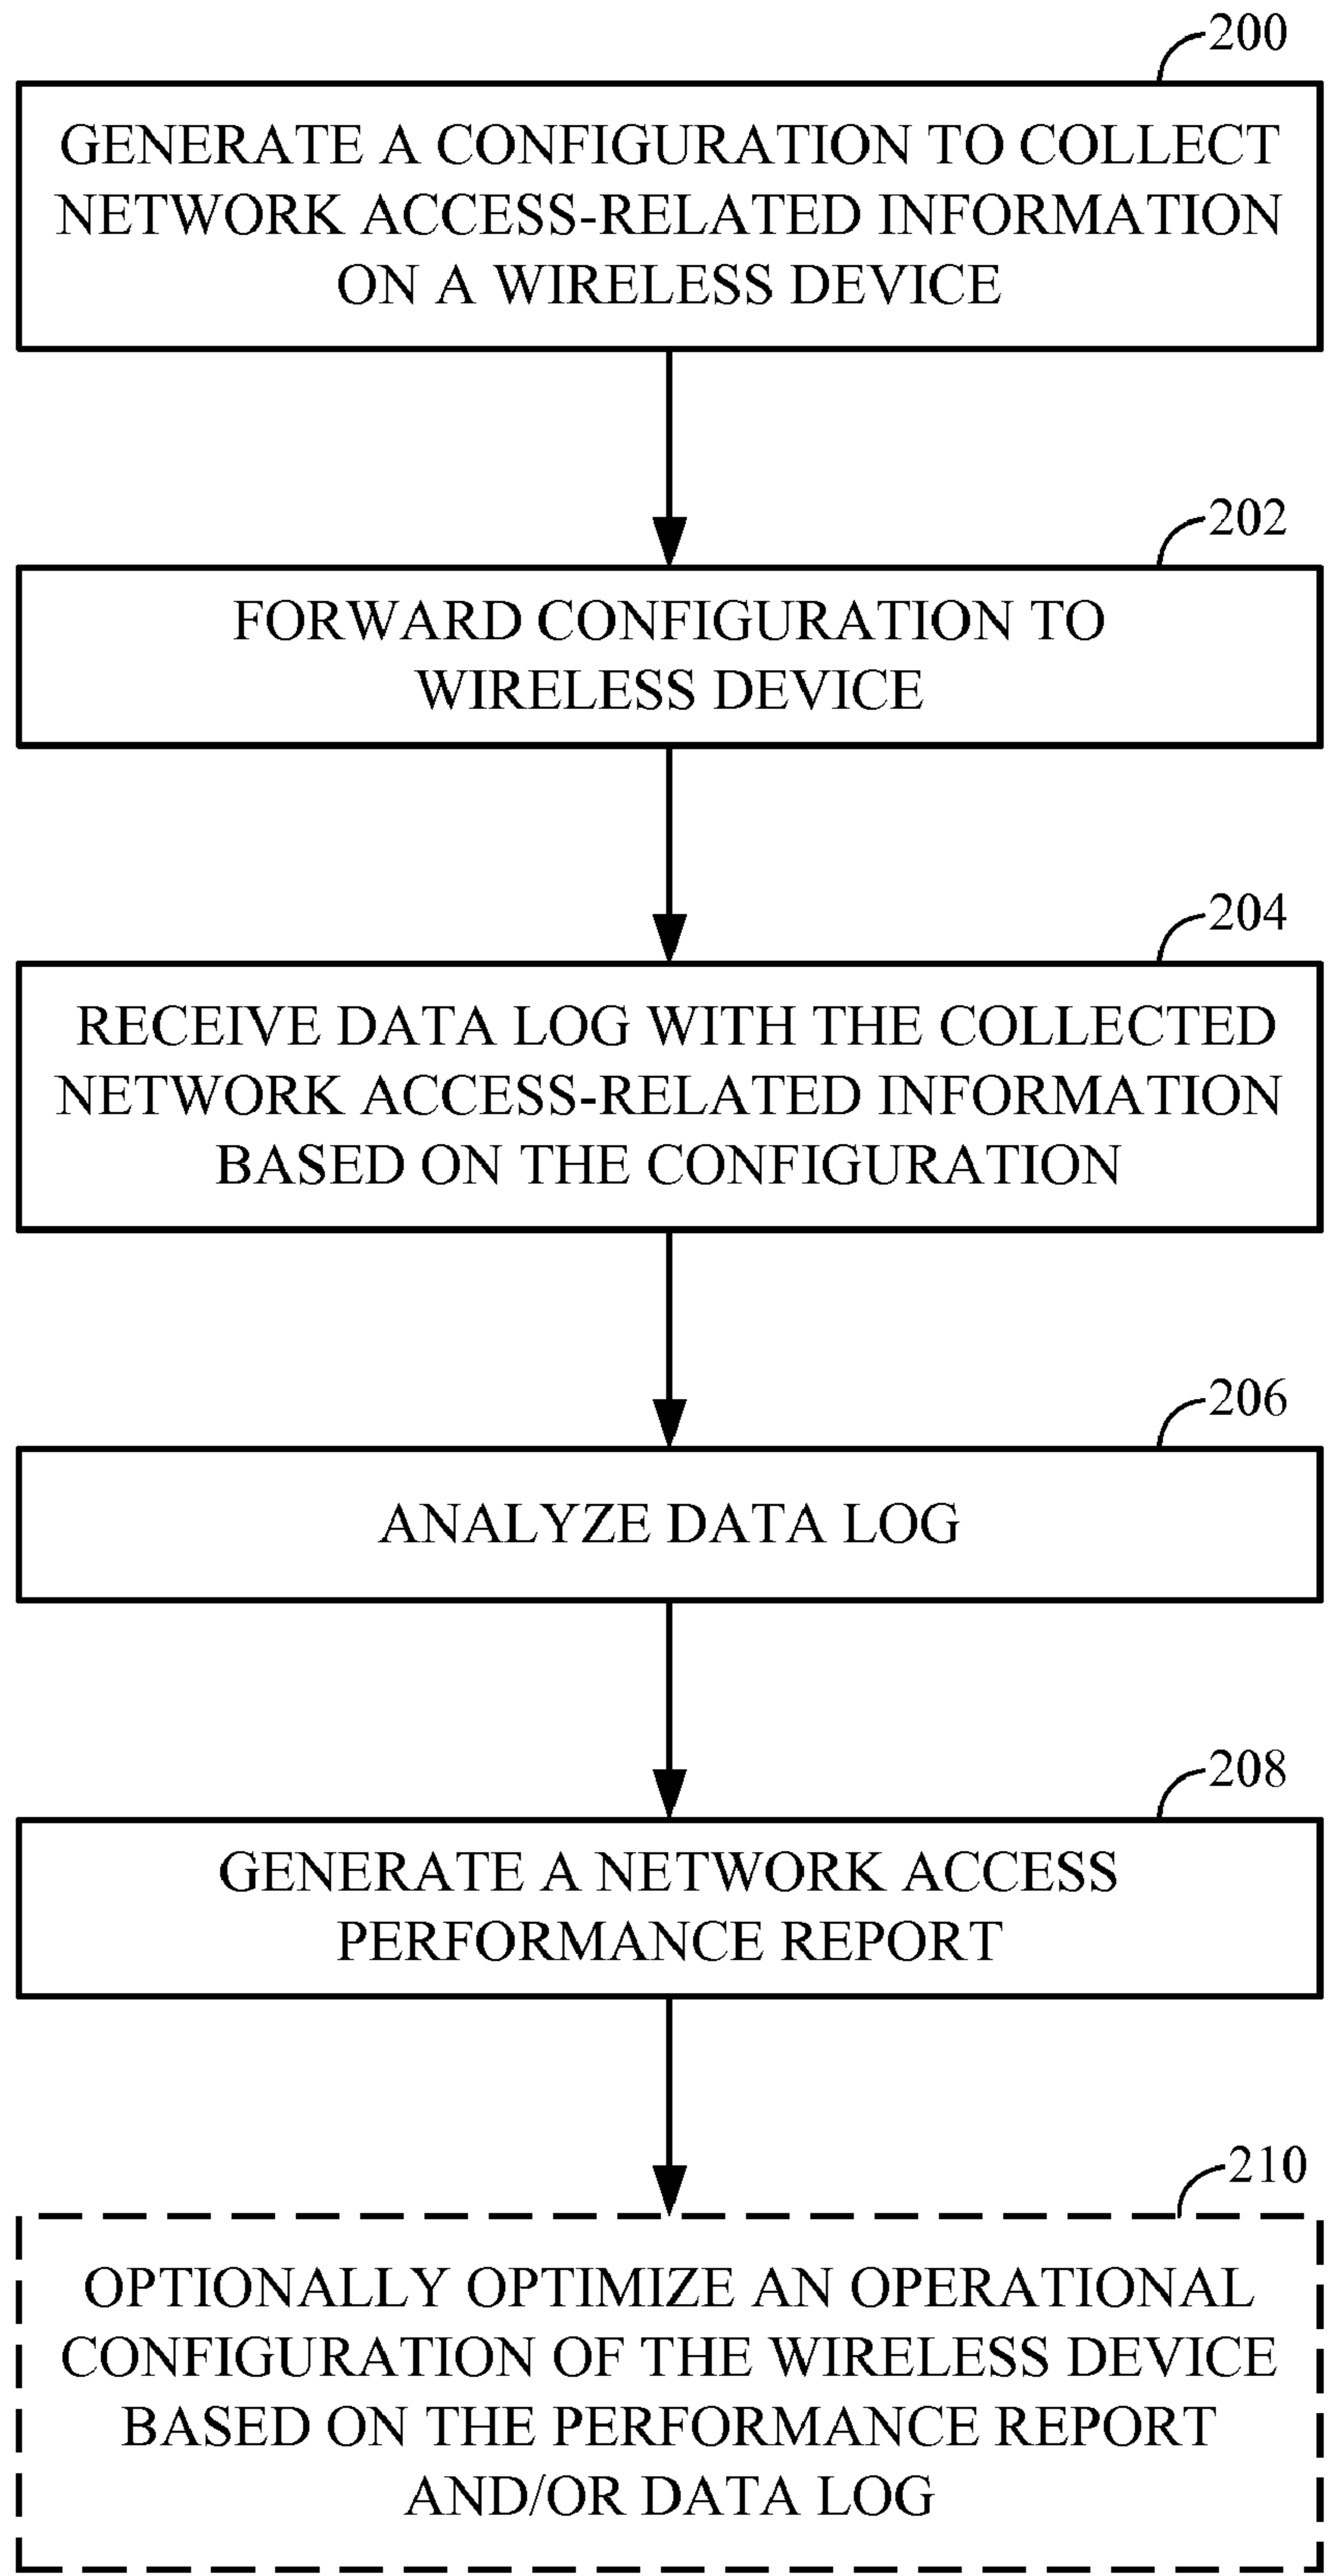 200
GENERATE A CONFIGURATION TO COLLECT
NETWORK ACCESS-RELATED INFORMATION
ON A WIRELESS DEVICE
202
FORWARD CONFIGURATION TO
WIRELESS DEVICE
204
RECEIVE DATA LOG WITH THE COLLECTED
NETWORK ACCESS-RELATED INFORMATION
BASED ON THE CONFIGURATION
206
ANALYZE DATA LOG
208
GENERATE A NETWORK ACCESS
PERFORMANCE REPORT
210
OPTIONALLY OPTIMIZE AN OPERATIONAL
CONFIGURATION OF THE WIRELESS DEVICE
BASED ON THE PERFORMANCE REPORT
AND/OR DATA LOG